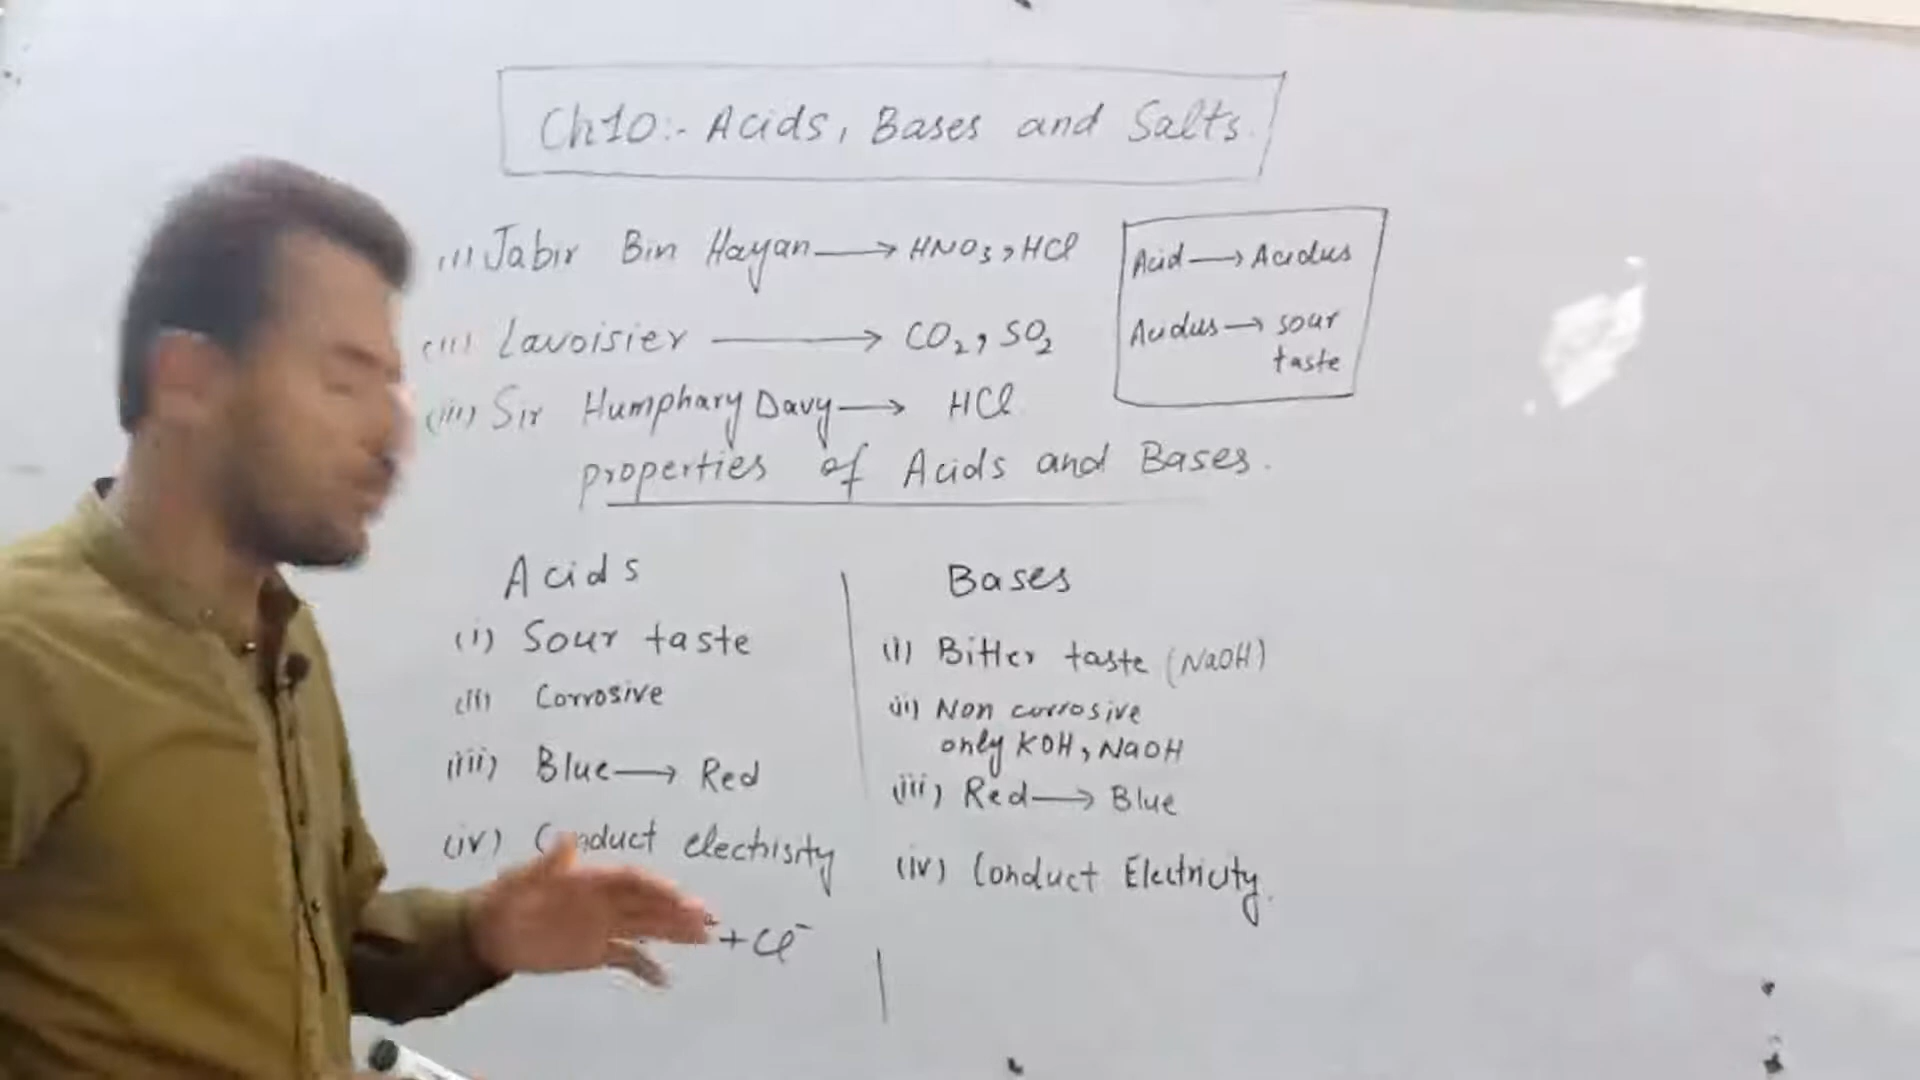 Ch10:- Acids, Bases and Salts.
(i) Jabir Bin Hayan → HNO3, HCl
(ii) Lavoisier → CO2, SO2
(iii) Sir Humphary Davy → HCl
Acid → Acidus
Acidus → sour
taste
properties of Acids and Bases.
Acids
(i) Sour taste
(ii) Corrosive
(iii) Blue → Red
(iv) Conduct electrisity
+ Cl⁻
Bases
(i) Bitter taste (NaOH)
(ii) Non corrosive
only KOH, NaOH
(iii) Red → Blue
(iv) Conduct Electricity.